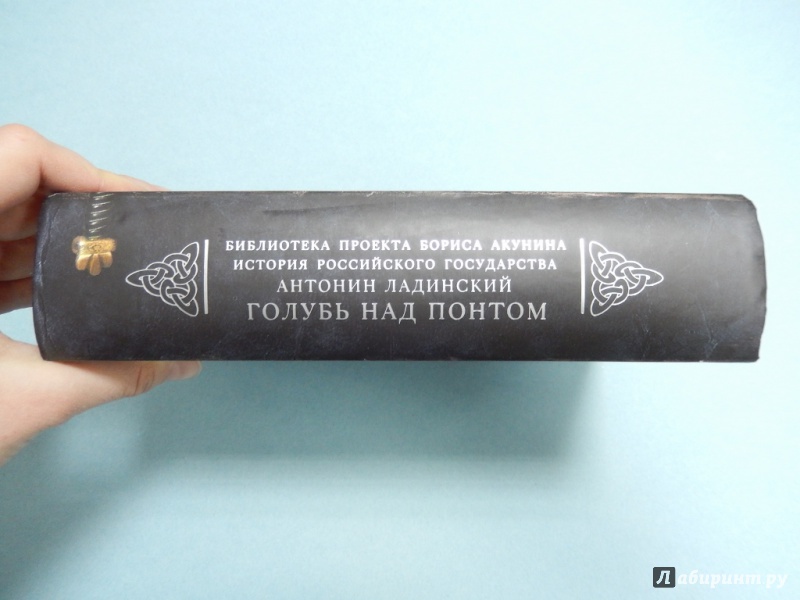 БИБЛИОТЕКА ПРОЕКТА БОРИСА АКУНИНА
ИСТОРИЯ РОССИЙСКОГО ГОСУДАРСТВА
АНТОНИН ЛАДИНСКИЙ
ГОЛУБЬ НАД ПОНТОМ
Лабиринт.ру